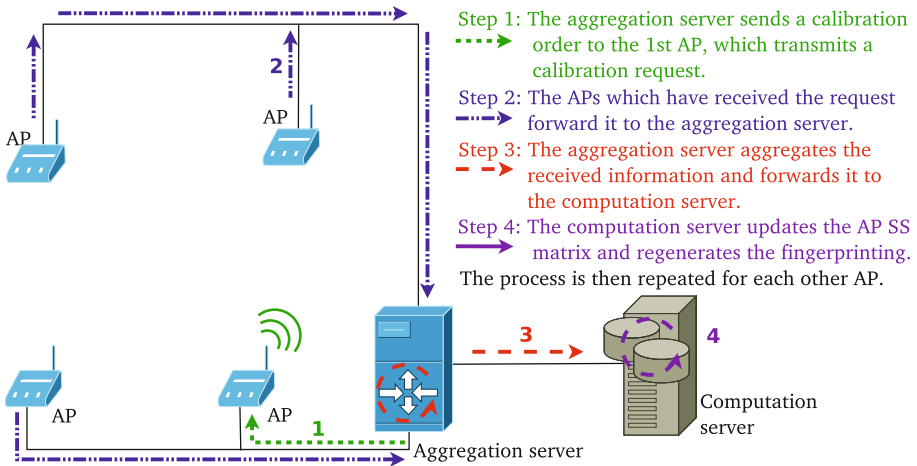 Step 1: The aggregation server sends a calibration
order to the 1st AP, which transmits a
calibration request.
Step 2: The APs which have received the request
forward it to the aggregation server.
Step 3: The aggregation server aggregates the
received information and forwards it to
the computation server.
Step 4: The computation server updates the AP SS
matrix and regenerates the fingerprinting.
The process is then repeated for each other AP.
2
AP
AP
3
4
AP
AP
1
Aggregation server
Computation
server